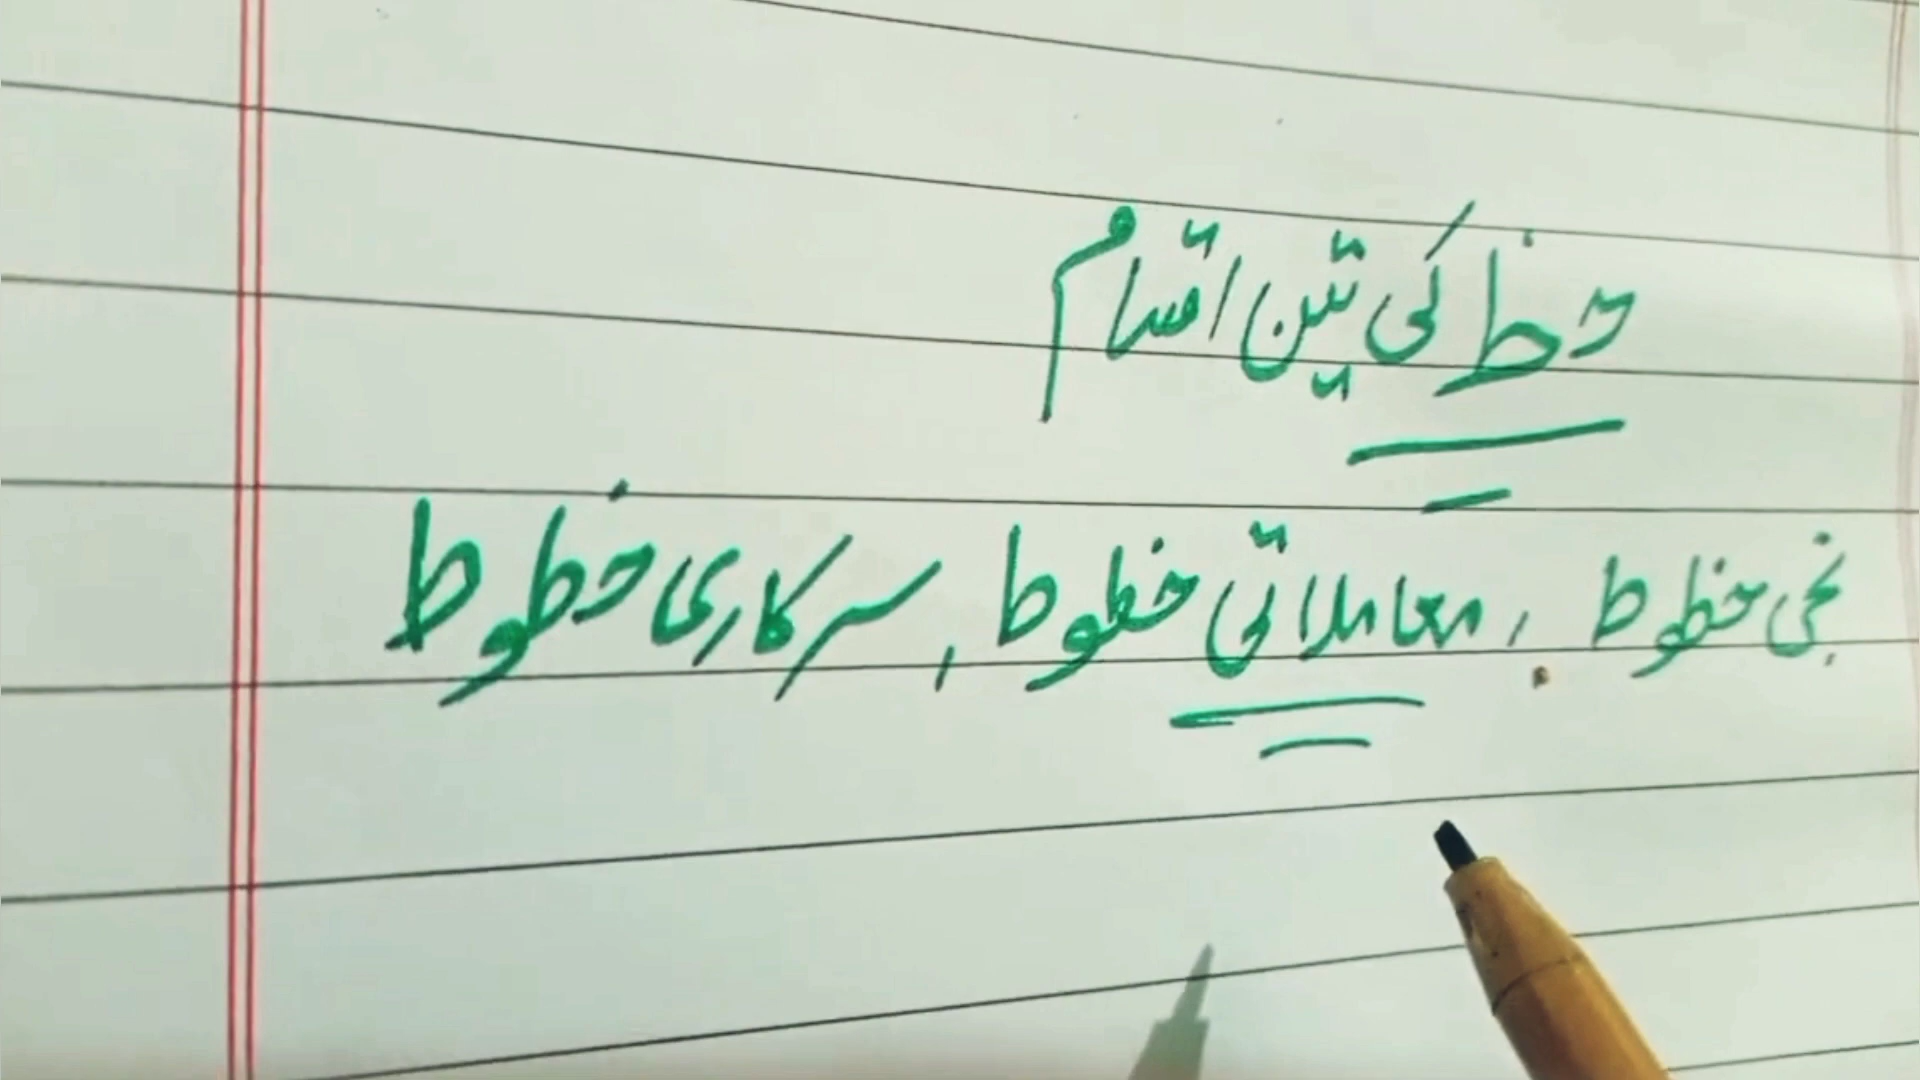 خط کی تین اقسام
نجی خطوط ، معاملاتی خطوط ، سرکاری خطوط